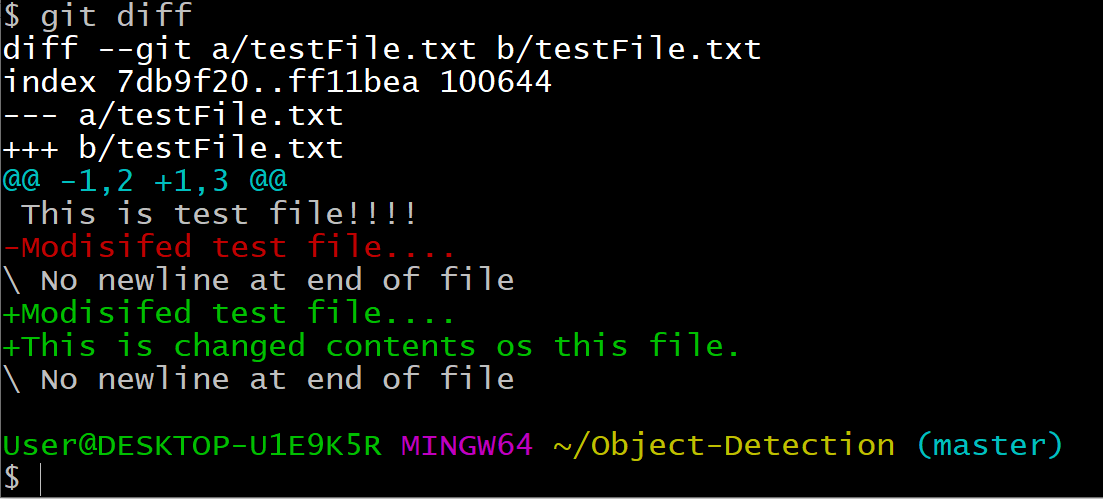 $ git diff
diff --git a/testFile.txt b/testFile.txt
index 7db9f20..ff11bea 100644
--- a/testFile.txt
+++ b/testFile.txt
@@ -1,2 +1,3 @@
 This is test file!!!!
-Modisifed test file....
\ No newline at end of file
+Modisifed test file....
+This is changed contents os this file.
\ No newline at end of file

User@DESKTOP-U1E9K5R MINGW64 ~/Object-Detection (master)
$